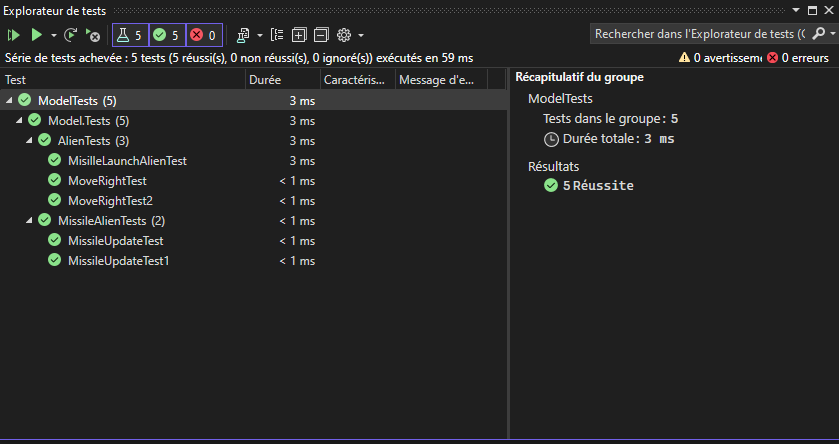 Explorateur de tests
5 5 0
Rechercher dans l'Explorateur de tests (C
Série de tests achevée : 5 tests (5 réussi(s), 0 non réussi(s), 0 ignoré(s)) exécutés en 59 ms
0 avertisseme 0 erreurs
Test Durée Caractéris... Message d'e...
ModelTests (5) 3 ms
Model.Tests (5) 3 ms
AlienTests (3) 3 ms
MisilleLaunchAlienTest 3 ms
MoveRightTest < 1 ms
MoveRightTest2 < 1 ms
MissileAlienTests (2) < 1 ms
MissileUpdateTest < 1 ms
MissileUpdateTest1 < 1 ms
Récapitulatif du groupe
ModelTests
Tests dans le groupe : 5
Durée totale : 3 ms
Résultats
5 Réussite